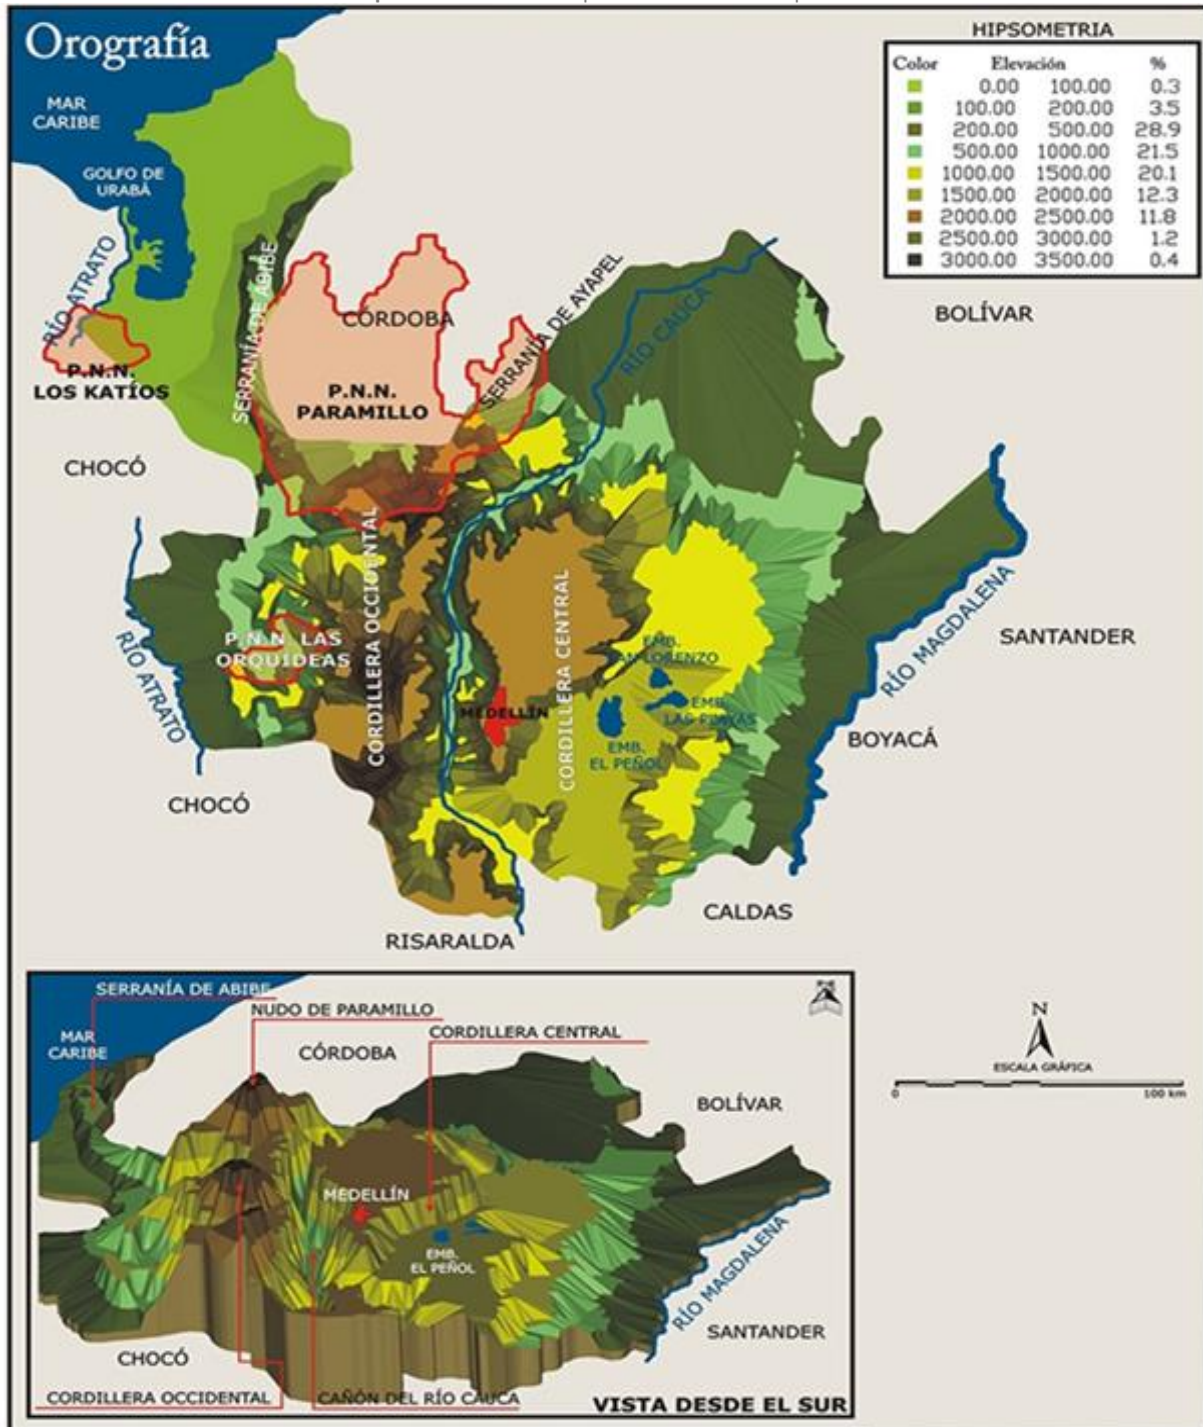 Orografía
MAR
CARIBE
GOLFO DE
URABÁ
RÍO ATRATO
P.N.N.
LOS KATÍOS
CHOCÓ
SERRANÍA DE ABIBE
CÓRDOBA
P.N.N.
PARAMILLO
SERRANÍA DE AYAPEL
RÍO CAUCA
HIPSOMETRIA
Color Elevación %
0.00 100.00 0.3
100.00 200.00 3.5
200.00 500.00 28.9
500.00 1000.00 21.5
1000.00 1500.00 20.1
1500.00 2000.00 12.3
2000.00 2500.00 11.8
2500.00 3000.00 1.2
3000.00 3500.00 0.4
BOLÍVAR
RÍO ATRATO
P.N.N. LAS
ORQUIDEAS
CORDILLERA OCCIDENTAL
MEDELLÍN
CORDILLERA CENTRAL
EMB.
SAN LORENZO
EMB.
LAS PLAYAS
EMB.
EL PEÑOL
RÍO MAGDALENA
SANTANDER
BOYACÁ
CHOCÓ
CALDAS
RISARALDA
SERRANÍA DE ABIBE
NUDO DE PARAMILLO
CORDILLERA CENTRAL
MAR
CARIBE
CÓRDOBA
BOLÍVAR
MEDELLÍN
EMB.
EL PEÑOL
RÍO MAGDALENA
SANTANDER
CHOCÓ
CORDILLERA OCCIDENTAL
CAÑÓN DEL RÍO CAUCA
VISTA DESDE EL SUR
N
ESCALA GRÁFICA
0 100 km